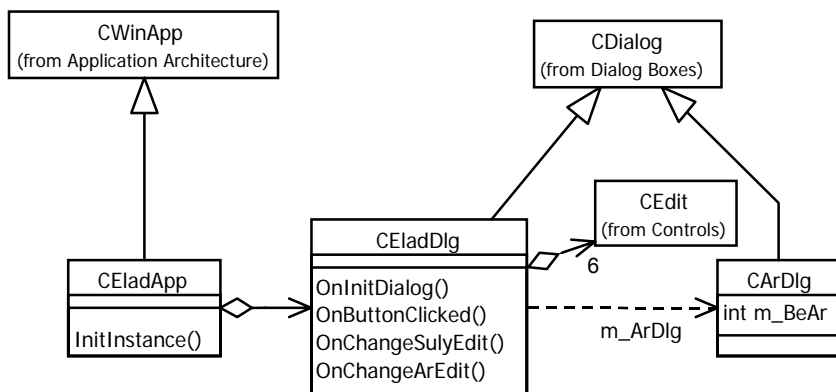 CWinApp
(from Application Architecture)
CDialog
(from Dialog Boxes)
CEdit
(from Controls)
CEladDlg
OnInitDialog()
OnButtonClicked()
OnChangeSulyEdit()
OnChangeArEdit()
6
CEladApp
InitInstance()
m_ArDlg
CArDlg
int m_BeAr